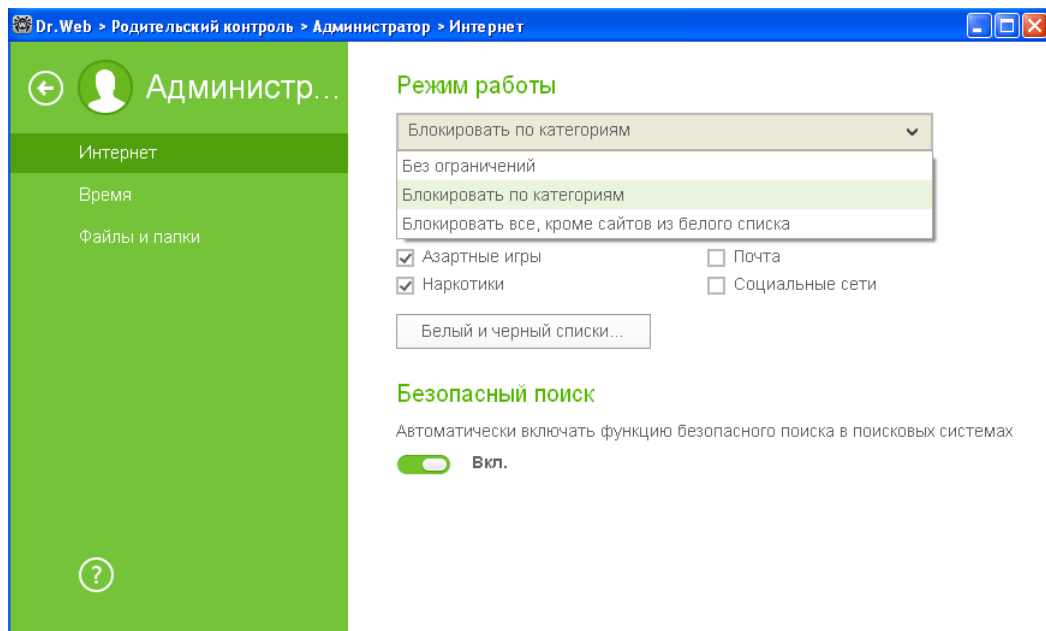 Dr.Web > Родительский контроль > Администратор > Интернет
Администр...
Интернет
Время
Файлы и папки
?
Режим работы
Блокировать по категориям
Без ограничений
Блокировать по категориям
Блокировать все, кроме сайтов из белого списка
Азартные игры
Почта
Наркотики
Социальные сети
Белый и черный списки...
Безопасный поиск
Автоматически включать функцию безопасного поиска в поисковых системах
Вкл.